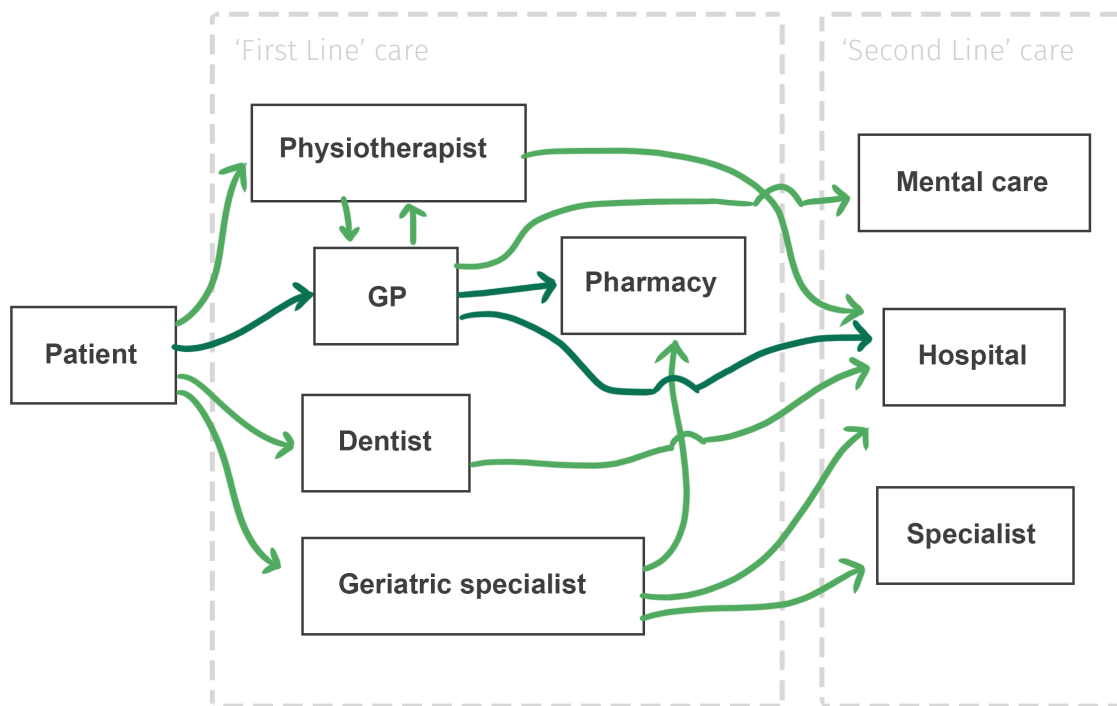 ‘First Line’ care
‘Second Line’ care
Physiotherapist
Mental care
GP
Pharmacy
Patient
Hospital
Dentist
Specialist
Geriatric specialist